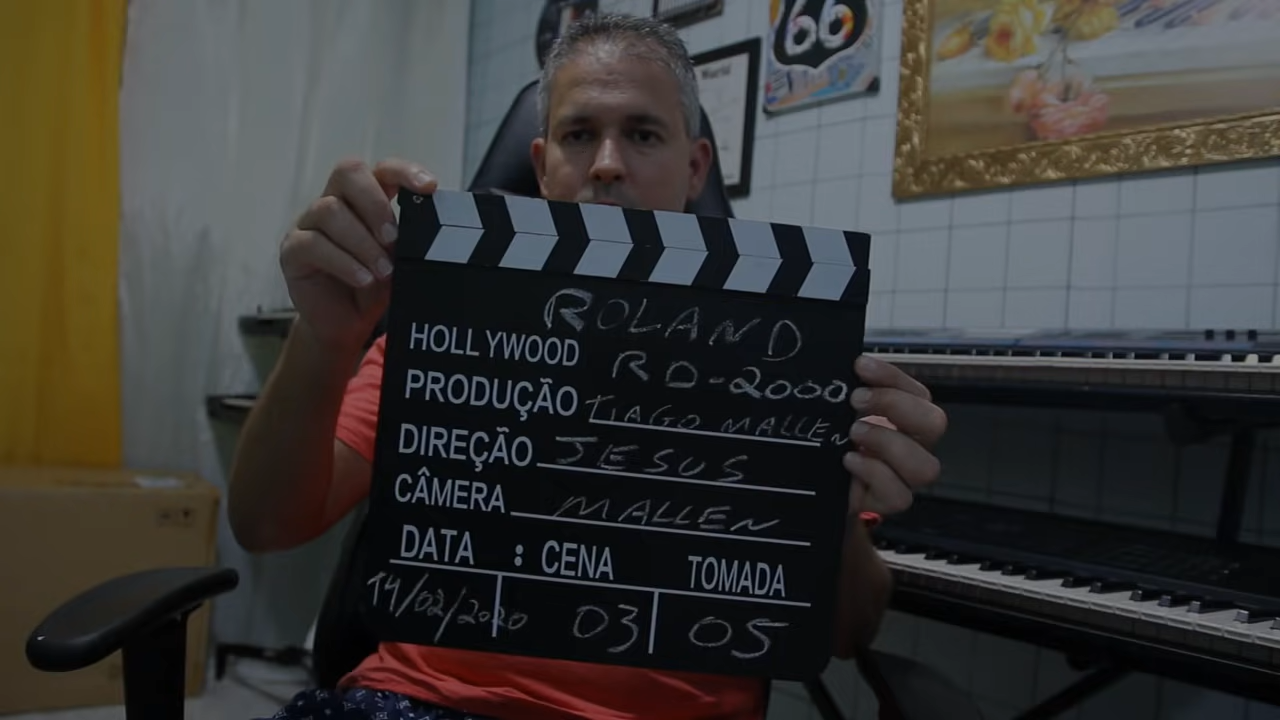 66
ROLAND
HOLLYWOOD RD-2000
PRODUÇÃO TIAGO MALLEN
DIREÇÃO JESUS
CÂMERA MALLEN
DATA : CENA TOMADA
14/02/2020 03 05